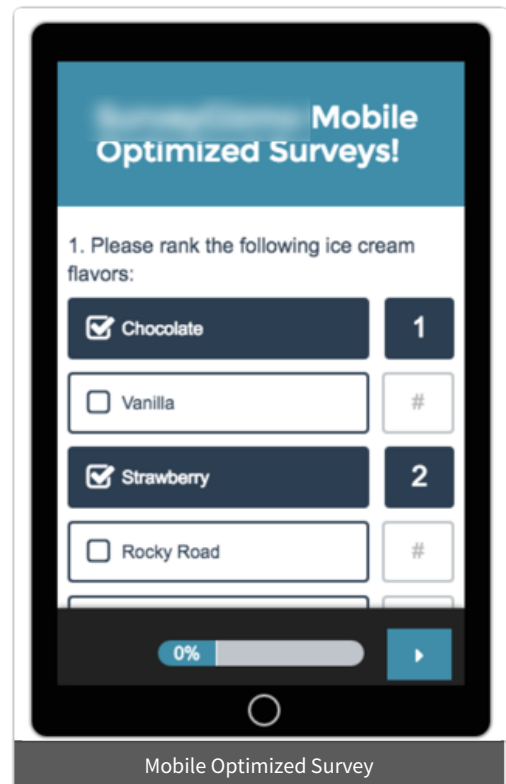 Mobile
Optimized Surveys!
1. Please rank the following ice cream
flavors:
Chocolate 1
Vanilla #
Strawberry 2
Rocky Road #
0%
Mobile Optimized Survey